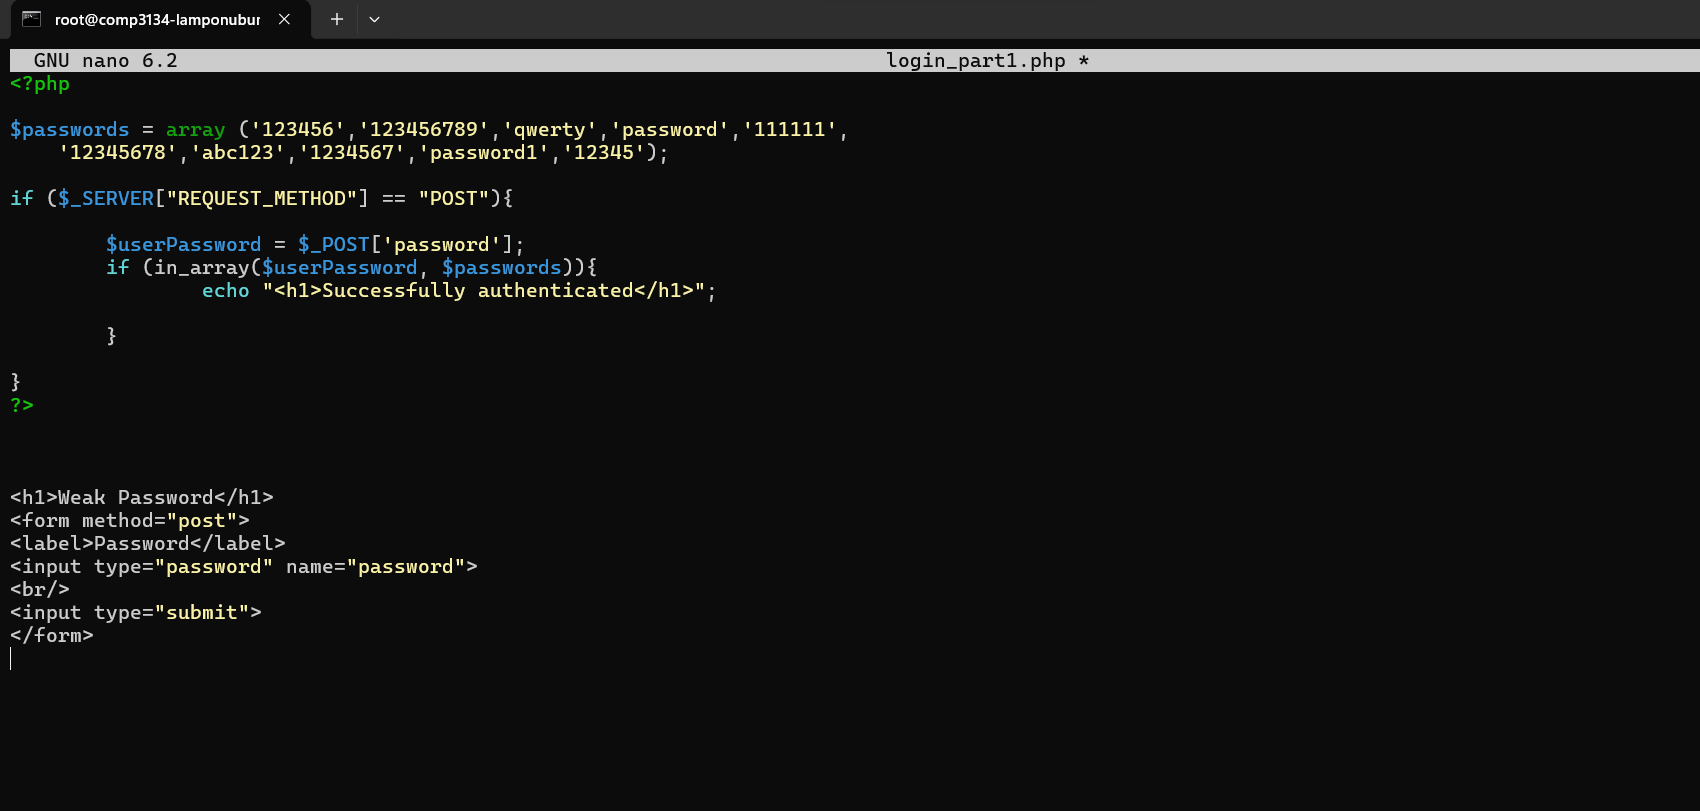 root@comp3134-lamponubur
GNU nano 6.2 login_part1.php *
<?php
$passwords = array ('123456','123456789','qwerty','password','111111',
'12345678','abc123','1234567','password1','12345');
if ($_SERVER["REQUEST_METHOD"] == "POST"){
$userPassword = $_POST['password'];
if (in_array($userPassword, $passwords)){
echo "<h1>Successfully authenticated</h1>";
}
}
?>
<h1>Weak Password</h1>
<form method="post">
<label>Password</label>
<input type="password" name="password">
<br/>
<input type="submit">
</form>